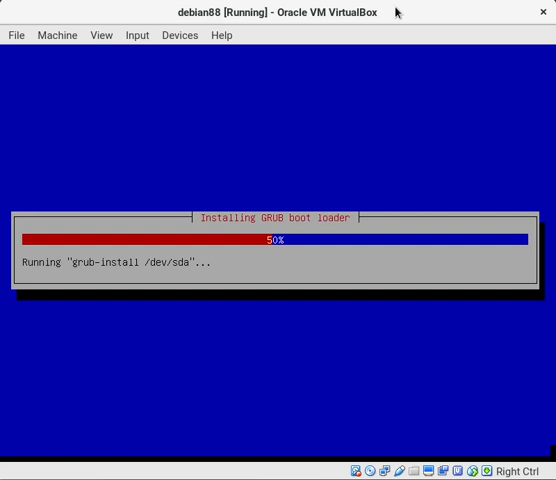 debian88 [Running] - Oracle VM VirtualBox
×
File Machine View Input Devices Help
Installing GRUB boot loader
50%
Running "grub-install /dev/sda"...
Right Ctrl